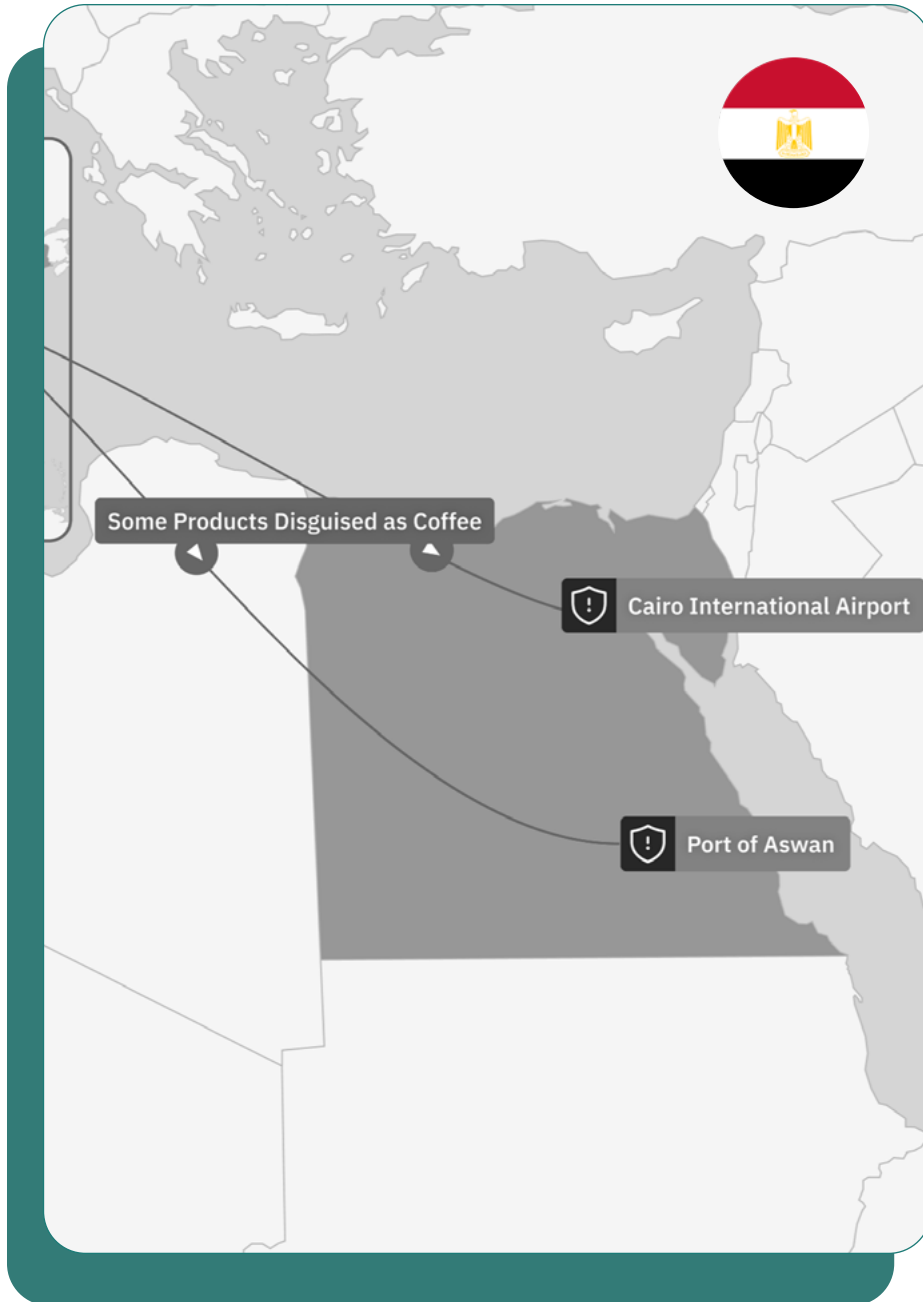 Some Products Disguised as Coffee
Cairo International Airport
Port of Aswan